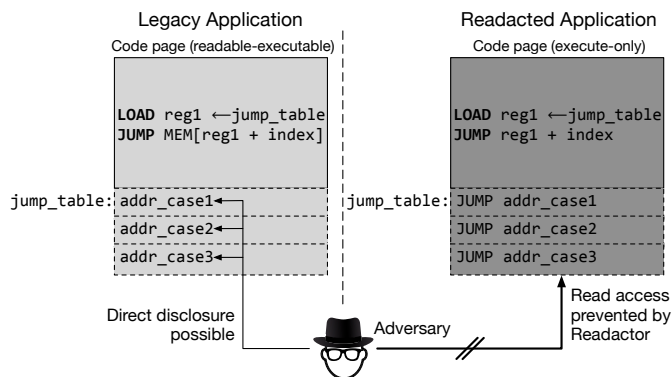 Legacy Application
Code page (readable-executable)
LOAD reg1 ←jump_table
JUMP MEM[reg1 + index]
jump_table:
addr_case1
addr_case2
addr_case3
Direct disclosure
possible
Adversary
Readacted Application
Code page (execute-only)
LOAD reg1 ←jump_table
JUMP reg1 + index
jump_table:
JUMP addr_case1
JUMP addr_case2
JUMP addr_case3
Read access
prevented by
Readactor